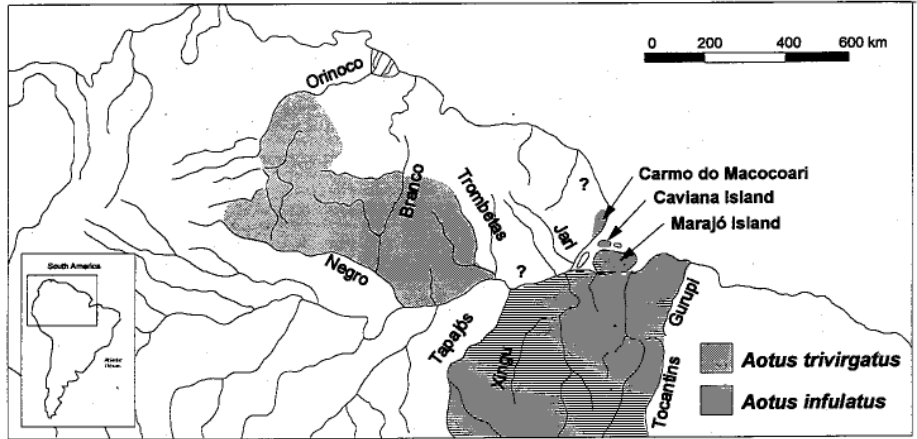 0 200 400 600 km
Orinoco
Carmo do Macocoari
Caviana Island
Marajó Island
?
Branco
Trombetas
Jari
Negro
?
South America
Tapajós
Xingu
Gurupi
Tocantins
Aotus trivirgatus
Aotus infulatus